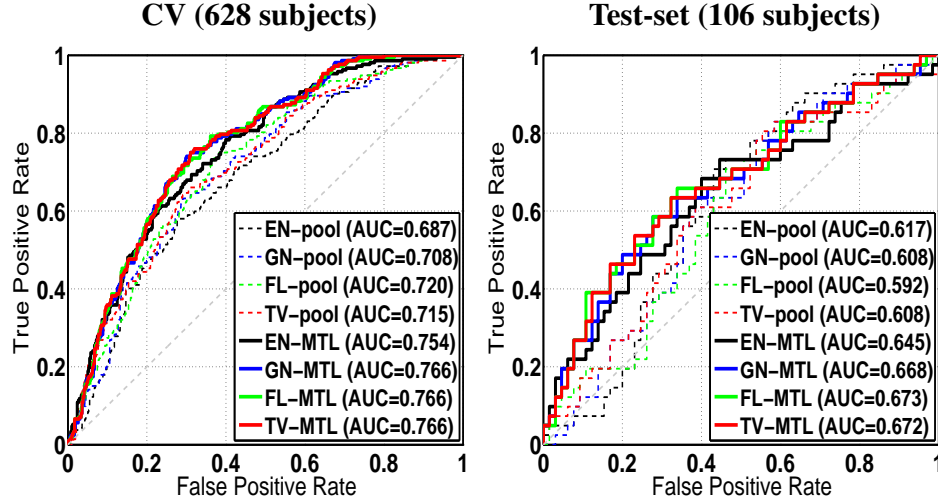 CV (628 subjects)
Test-set (106 subjects)
True Positive Rate
1
0.8
0.6
0.4
0.2
0
EN−pool (AUC=0.687)
GN−pool (AUC=0.708)
FL−pool (AUC=0.720)
TV−pool (AUC=0.715)
EN−MTL (AUC=0.754)
GN−MTL (AUC=0.766)
FL−MTL (AUC=0.766)
TV−MTL (AUC=0.766)
0 0.2 0.4 0.6 0.8 1
False Positive Rate
True Positive Rate
1
0.8
0.6
0.4
0.2
0
EN−pool (AUC=0.617)
GN−pool (AUC=0.608)
FL−pool (AUC=0.592)
TV−pool (AUC=0.608)
EN−MTL (AUC=0.645)
GN−MTL (AUC=0.668)
FL−MTL (AUC=0.673)
TV−MTL (AUC=0.672)
0 0.2 0.4 0.6 0.8 1
False Positive Rate